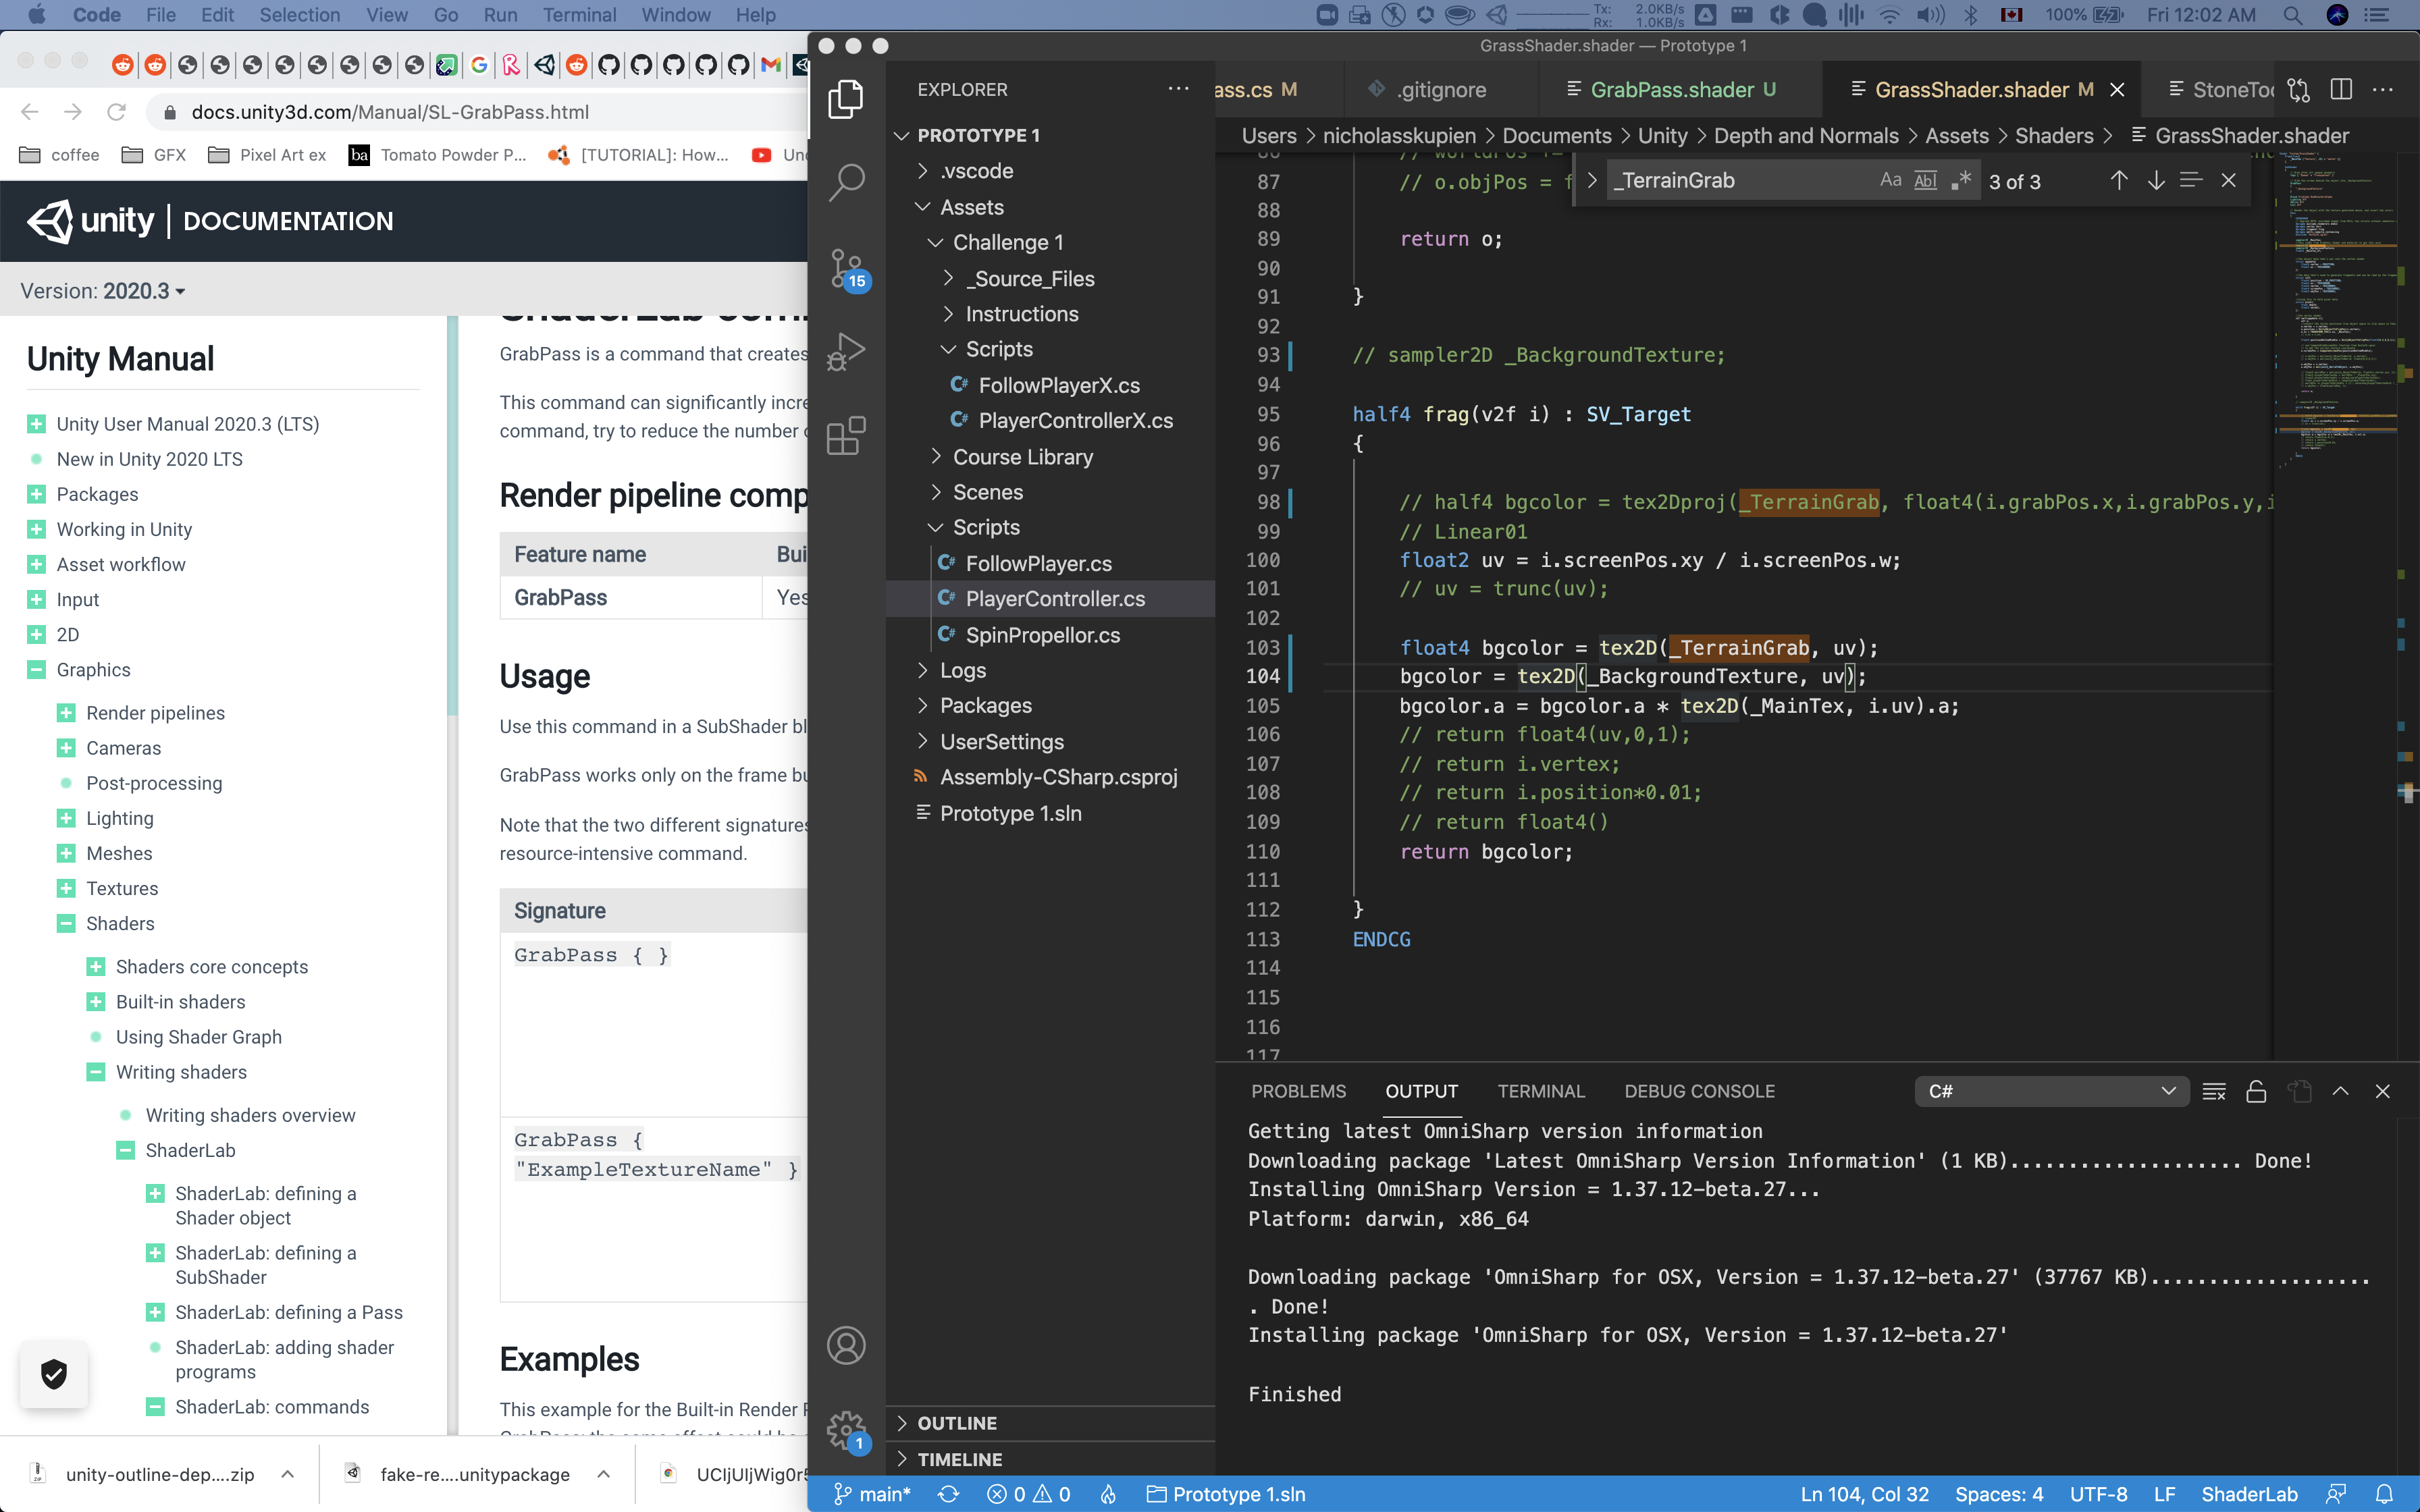 Code File Edit Selection View Go Run Terminal Window Help
Tx: 2.0KB/s
Rx: 1.0KB/s
100% Fri 12:02 AM
docs.unity3d.com/Manual/SL-GrabPass.html
coffee GFX Pixel Art ex ba Tomato Powder P... [TUTORIAL]: How...
unity | DOCUMENTATION
Version: 2020.3
Unity Manual
Unity User Manual 2020.3 (LTS)
New in Unity 2020 LTS
Packages
Working in Unity
Asset workflow
Input
2D
Graphics
Render pipelines
Cameras
Post-processing
Lighting
Meshes
Textures
Shaders
Shaders core concepts
Built-in shaders
Using Shader Graph
Writing shaders
Writing shaders overview
ShaderLab
ShaderLab: defining a
Shader object
ShaderLab: defining a
SubShader
ShaderLab: defining a Pass
ShaderLab: adding shader
programs
ShaderLab: commands
GrabPass is a command that creates
This command can significantly incre
command, try to reduce the number
Render pipeline comp
Feature name Bui
GrabPass Yes
Usage
Use this command in a SubShader bl
GrabPass works only on the frame bu
Note that the two different signatures
resource-intensive command.
Signature
GrabPass { }
GrabPass {
"ExampleTextureName" }
Examples
This example for the Built-in Render
unity-outline-dep....zip
fake-re....unitypackage
GrassShader.shader — Prototype 1
EXPLORER
PROTOTYPE 1
.vscode
Assets
Challenge 1
_Source_Files
Instructions
Scripts
C# FollowPlayerX.cs
C# PlayerControllerX.cs
Course Library
Scenes
Scripts
C# FollowPlayer.cs
C# PlayerController.cs
C# SpinPropellor.cs
Logs
Packages
UserSettings
Assembly-CSharp.csproj
Prototype 1.sln
OUTLINE
TIMELINE
15
1
ass.cs M .gitignore GrabPass.shader U GrassShader.shader M StoneToo
Users > nicholasskupien > Documents > Unity > Depth and Normals > Assets > Shaders > GrassShader.shader
_TerrainGrab Aa Abl .* 3 of 3
87 // o.objPos = f
88
89 return o;
90
91 }
92
93 // sampler2D _BackgroundTexture;
94
95 half4 frag(v2f i) : SV_Target
96 {
97
98 // half4 bgcolor = tex2Dproj(_TerrainGrab, float4(i.grabPos.x,i.grabPos.y,i
99 // Linear01
100 float2 uv = i.screenPos.xy / i.screenPos.w;
101 // uv = trunc(uv);
102
103 float4 bgcolor = tex2D(_TerrainGrab, uv);
104 bgcolor = tex2D(_BackgroundTexture, uv);
105 bgcolor.a = bgcolor.a * tex2D(_MainTex, i.uv).a;
106 // return float4(uv,0,1);
107 // return i.vertex;
108 // return i.position*0.01;
109 // return float4()
110 return bgcolor;
111
112 }
113 ENDCG
114
115
116
117
PROBLEMS OUTPUT TERMINAL DEBUG CONSOLE C#
Getting latest OmniSharp version information
Downloading package 'Latest OmniSharp Version Information' (1 KB).................... Done!
Installing OmniSharp Version = 1.37.12-beta.27...
Platform: darwin, x86_64
Downloading package 'OmniSharp for OSX, Version = 1.37.12-beta.27' (37767 KB)...................
. Done!
Installing package 'OmniSharp for OSX, Version = 1.37.12-beta.27'
Finished
main* 0 0 Prototype 1.sln
Ln 104, Col 32 Spaces: 4 UTF-8 LF ShaderLab